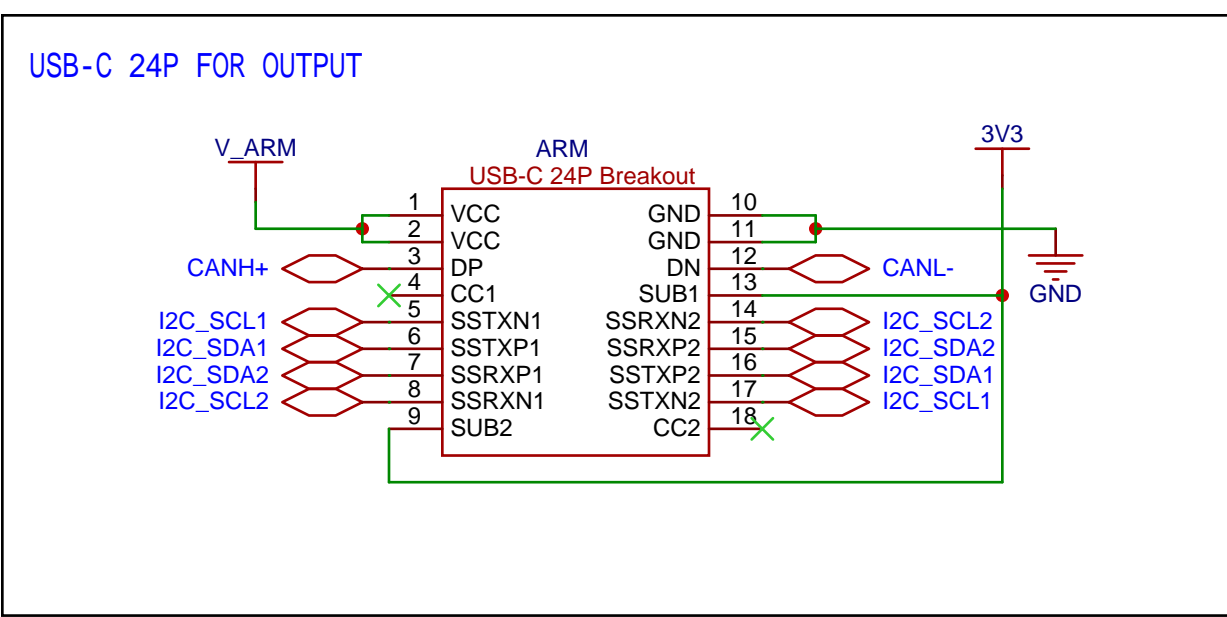 USB-C 24P FOR OUTPUT
V_ARM
ARM
3V3
USB-C 24P Breakout
1 VCC GND 10
2 VCC GND 11
CANH+ 3 DP DN 12 CANL-
4 CC1 SUB1 13 GND
I2C_SCL1 5 SSTXN1 SSRXN2 14 I2C_SCL2
I2C_SDA1 6 SSTXP1 SSRXP2 15 I2C_SDA2
I2C_SDA2 7 SSRXP1 SSTXP2 16 I2C_SDA1
I2C_SCL2 8 SSRXN1 SSTXN2 17 I2C_SCL1
9 SUB2 CC2 18